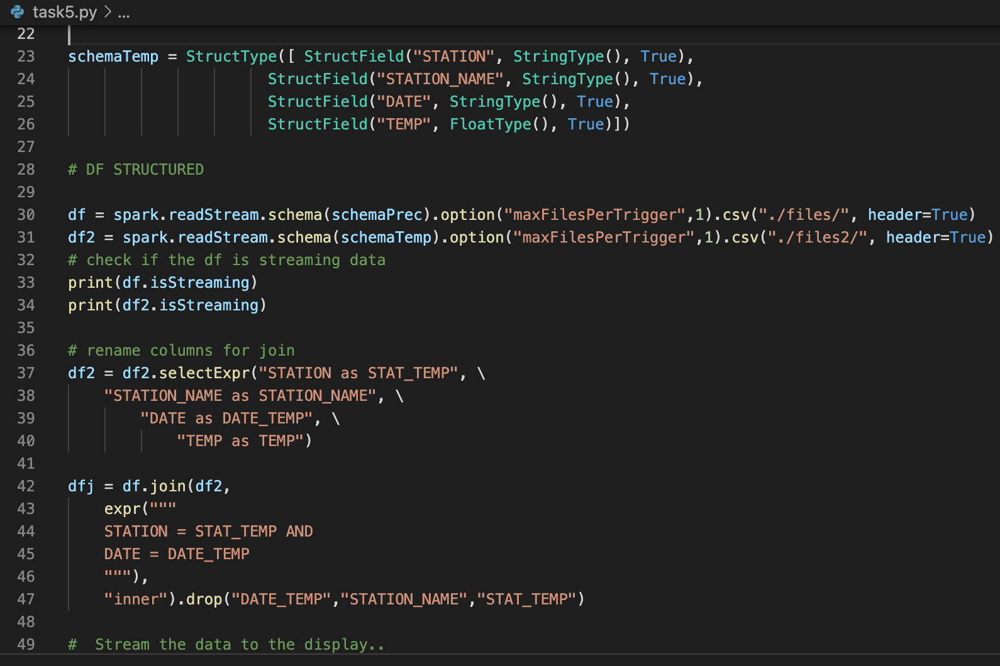 task5.py > ...
22
23 schemaTemp = StructType([ StructField("STATION", StringType(), True),
24 StructField("STATION_NAME", StringType(), True),
25 StructField("DATE", StringType(), True),
26 StructField("TEMP", FloatType(), True)])
27
28 # DF STRUCTURED
29
30 df = spark.readStream.schema(schemaPrec).option("maxFilesPerTrigger",1).csv("./files/", header=True)
31 df2 = spark.readStream.schema(schemaTemp).option("maxFilesPerTrigger",1).csv("./files2/", header=True)
32 # check if the df is streaming data
33 print(df.isStreaming)
34 print(df2.isStreaming)
35
36 # rename columns for join
37 df2 = df2.selectExpr("STATION as STAT_TEMP", \
38 "STATION_NAME as STATION_NAME", \
39 "DATE as DATE_TEMP", \
40 "TEMP as TEMP")
41
42 dfj = df.join(df2,
43 expr("""
44 STATION = STAT_TEMP AND
45 DATE = DATE_TEMP
46 """),
47 "inner").drop("DATE_TEMP","STATION_NAME","STAT_TEMP")
48
49 #  Stream the data to the display..